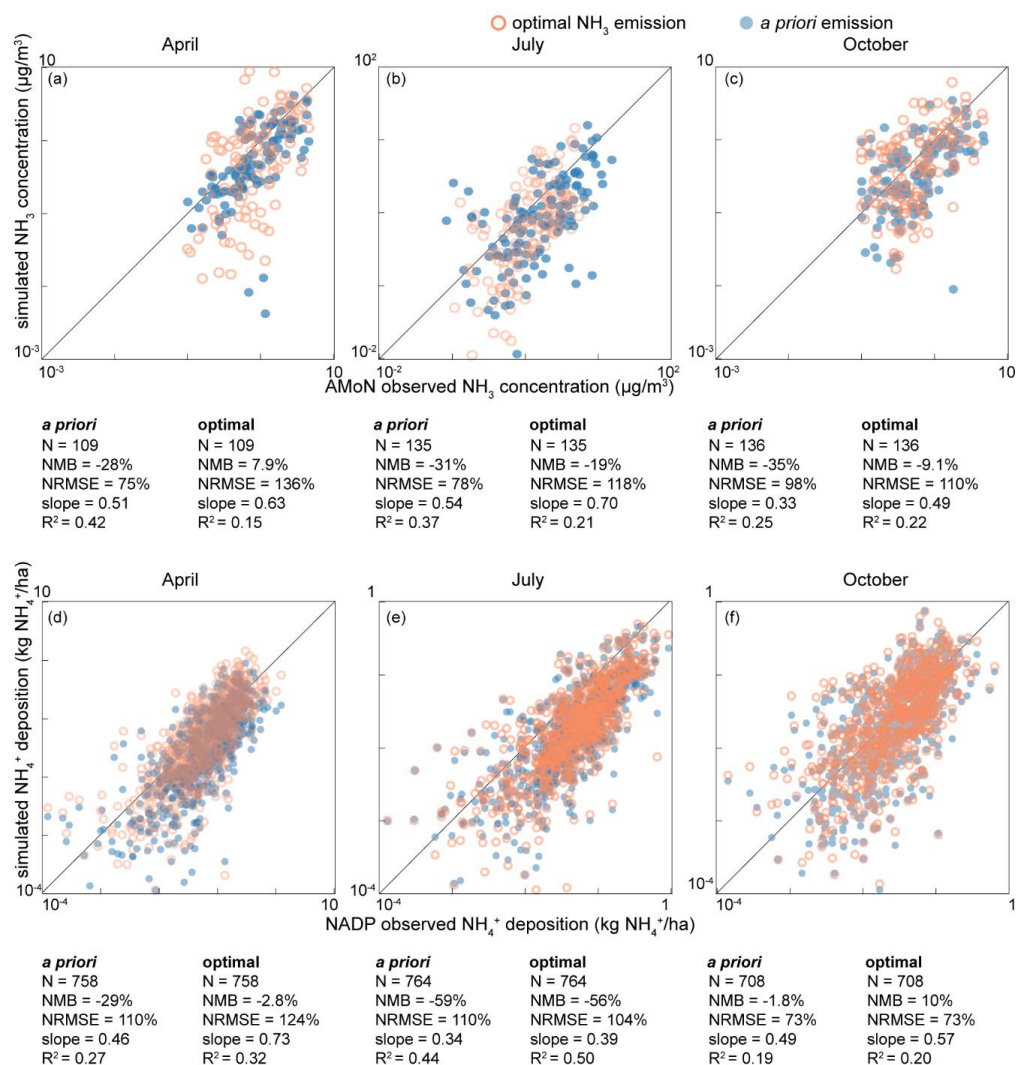 optimal NH₃ emission a priori emission
April July October
simulated NH₃ concentration (µg/m³)
10 (a)
10² (b)
10 (c)
10⁻³
10⁻²
10⁻³
10⁻³ 10 10⁻² 10² 10⁻³ 10
AMoN observed NH₃ concentration (µg/m³)
a priori optimal a priori optimal a priori optimal
N = 109 N = 109 N = 135 N = 135 N = 136 N = 136
NMB = -28% NMB = 7.9% NMB = -31% NMB = -19% NMB = -35% NMB = -9.1%
NRMSE = 75% NRMSE = 136% NRMSE = 78% NRMSE = 118% NRMSE = 98% NRMSE = 110%
slope = 0.51 slope = 0.63 slope = 0.54 slope = 0.70 slope = 0.33 slope = 0.49
R² = 0.42 R² = 0.15 R² = 0.37 R² = 0.21 R² = 0.25 R² = 0.22
April July October
simulated NH₄⁺ deposition (kg NH₄⁺/ha)
10 (d)
1 (e)
1 (f)
10⁻⁴
10⁻⁴
10⁻⁴
10⁻⁴ 10 10⁻⁴ 1 10⁻⁴ 1
NADP observed NH₄⁺ deposition (kg NH₄⁺/ha)
a priori optimal a priori optimal a priori optimal
N = 758 N = 758 N = 764 N = 764 N = 708 N = 708
NMB = -29% NMB = -2.8% NMB = -59% NMB = -56% NMB = -1.8% NMB = 10%
NRMSE = 110% NRMSE = 124% NRMSE = 110% NRMSE = 104% NRMSE = 73% NRMSE = 73%
slope = 0.46 slope = 0.73 slope = 0.34 slope = 0.39 slope = 0.49 slope = 0.57
R² = 0.27 R² = 0.32 R² = 0.44 R² = 0.50 R² = 0.19 R² = 0.20